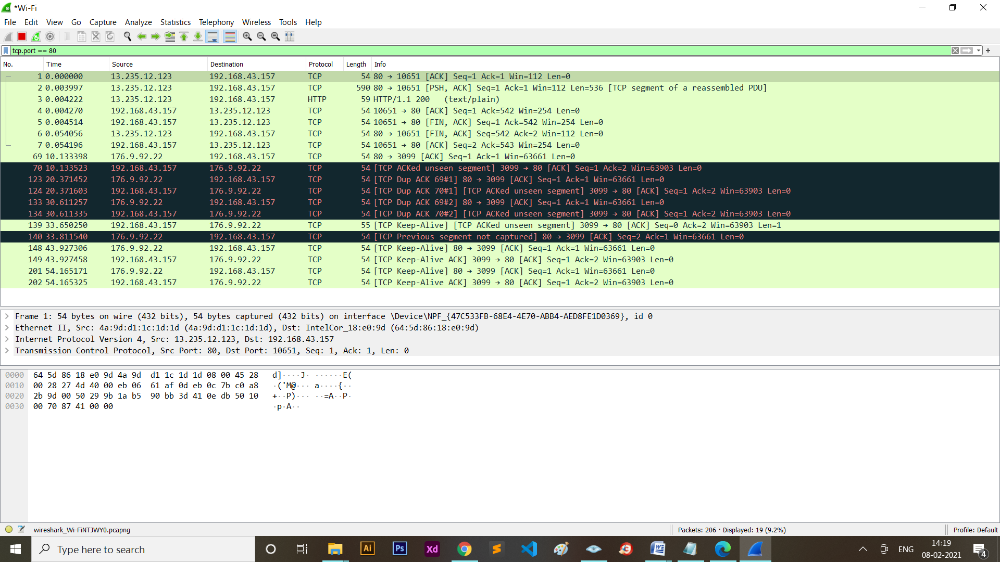 *Wi-Fi
File Edit View Go Capture Analyze Statistics Telephony Wireless Tools Help
tcp.port == 80
No. Time Source Destination Protocol Length Info
1 0.000000 13.235.12.123 192.168.43.157 TCP 54 80 → 10651 [ACK] Seq=1 Ack=1 Win=112 Len=0
2 0.003997 13.235.12.123 192.168.43.157 TCP 590 80 → 10651 [PSH, ACK] Seq=1 Ack=1 Win=112 Len=536 [TCP segment of a reassembled PDU]
3 0.004222 13.235.12.123 192.168.43.157 HTTP 59 HTTP/1.1 200 (text/plain)
4 0.004270 192.168.43.157 13.235.12.123 TCP 54 10651 → 80 [ACK] Seq=1 Ack=542 Win=254 Len=0
5 0.004514 192.168.43.157 13.235.12.123 TCP 54 10651 → 80 [FIN, ACK] Seq=1 Ack=542 Win=254 Len=0
6 0.054056 13.235.12.123 192.168.43.157 TCP 54 80 → 10651 [FIN, ACK] Seq=542 Ack=2 Win=112 Len=0
7 0.054196 192.168.43.157 13.235.12.123 TCP 54 10651 → 80 [ACK] Seq=2 Ack=543 Win=254 Len=0
69 10.133398 176.9.92.22 192.168.43.157 TCP 54 80 → 3099 [ACK] Seq=1 Ack=1 Win=63661 Len=0
70 10.133523 192.168.43.157 176.9.92.22 TCP 54 [TCP ACKed unseen segment] 3099 → 80 [ACK] Seq=1 Ack=2 Win=63903 Len=0
123 20.371452 176.9.92.22 192.168.43.157 TCP 54 [TCP Dup ACK 69#1] 80 → 3099 [ACK] Seq=1 Ack=1 Win=63661 Len=0
124 20.371603 192.168.43.157 176.9.92.22 TCP 54 [TCP Dup ACK 70#1] [TCP ACKed unseen segment] 3099 → 80 [ACK] Seq=1 Ack=2 Win=63903 Len=0
133 30.611257 176.9.92.22 192.168.43.157 TCP 54 [TCP Dup ACK 69#2] 80 → 3099 [ACK] Seq=1 Ack=1 Win=63661 Len=0
134 30.611335 192.168.43.157 176.9.92.22 TCP 54 [TCP Dup ACK 70#2] [TCP ACKed unseen segment] 3099 → 80 [ACK] Seq=1 Ack=2 Win=63903 Len=0
139 33.650250 192.168.43.157 176.9.92.22 TCP 55 [TCP Keep-Alive] [TCP ACKed unseen segment] 3099 → 80 [ACK] Seq=0 Ack=2 Win=63903 Len=1
140 33.811540 176.9.92.22 192.168.43.157 TCP 54 [TCP Previous segment not captured] 80 → 3099 [ACK] Seq=2 Ack=1 Win=63661 Len=0
148 43.927306 176.9.92.22 192.168.43.157 TCP 54 [TCP Keep-Alive] 80 → 3099 [ACK] Seq=1 Ack=1 Win=63661 Len=0
149 43.927458 192.168.43.157 176.9.92.22 TCP 54 [TCP Keep-Alive ACK] 3099 → 80 [ACK] Seq=1 Ack=2 Win=63903 Len=0
201 54.165171 176.9.92.22 192.168.43.157 TCP 54 [TCP Keep-Alive] 80 → 3099 [ACK] Seq=1 Ack=1 Win=63661 Len=0
202 54.165325 192.168.43.157 176.9.92.22 TCP 54 [TCP Keep-Alive ACK] 3099 → 80 [ACK] Seq=1 Ack=2 Win=63903 Len=0
Frame 1: 54 bytes on wire (432 bits), 54 bytes captured (432 bits) on interface \Device\NPF_{47C533FB-68E4-4E70-ABB4-AED8FE1D0369}, id 0
Ethernet II, Src: 4a:9d:d1:1c:1d:1d (4a:9d:d1:1c:1d:1d), Dst: IntelCor_18:e0:9d (64:5d:86:18:e0:9d)
Internet Protocol Version 4, Src: 13.235.12.123, Dst: 192.168.43.157
Transmission Control Protocol, Src Port: 80, Dst Port: 10651, Seq: 1, Ack: 1, Len: 0
0000 64 5d 86 18 e0 9d 4a 9d d1 1c 1d 1d 08 00 45 28 d]····J· ······E(
0010 00 28 27 4d 40 00 eb 06 61 af 0d eb 0c 7b c0 a8 ·('M@··· a····{··
0020 2b 9d 00 50 29 9b 1a b5 90 bb 3d 41 0e db 50 10 +··P)··· ··=A··P·
0030 00 70 87 41 00 00 ·p·A··
wireshark_Wi-FiNTJWY0.pcapng Packets: 206 · Displayed: 19 (9.2%) Profile: Default
Type here to search
Ai Ps Xd
ENG
14:19
08-02-2021
4